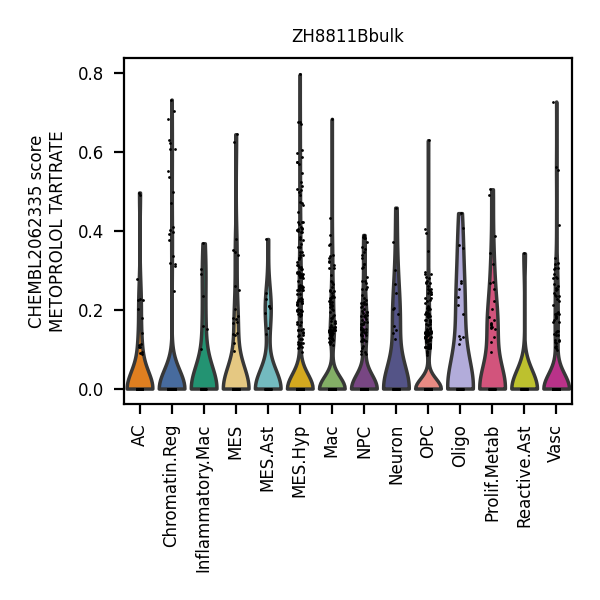 ZH8811Bbulk
CHEMBL2062335 score
METOPROLOL TARTRATE
0.8
0.6
0.4
0.2
0.0
AC
Chromatin.Reg
Inflammatory.Mac
MES
MES.Ast
MES.Hyp
Mac
NPC
Neuron
OPC
Oligo
Prolif.Metab
Reactive.Ast
Vasc